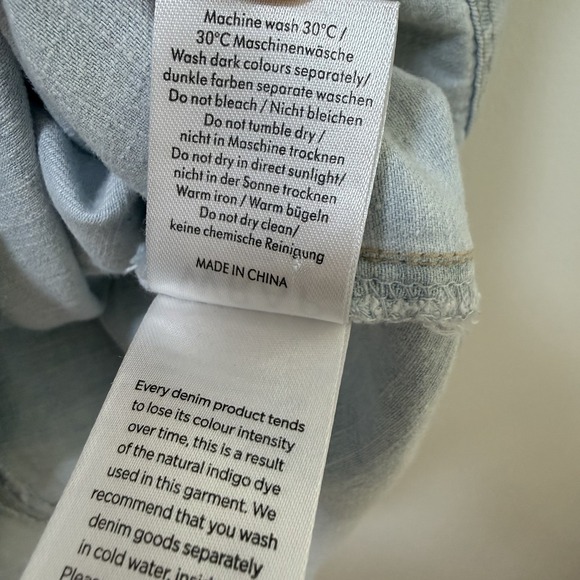 Machine wash 30°C /
30°C Maschinenwäsche
Wash dark colours separately/
dunkle farben separate waschen
Do not bleach / Nicht bleichen
Do not tumble dry /
nicht in Maschine trocknen
Do not dry in direct sunlight/
nicht in der Sonne trocknen
Warm iron / Warm bügeln
Do not dry clean/
keine chemische Reinigung
MADE IN CHINA
Every denim product tends
to lose its colour intensity
over time, this is a result
of the natural indigo dye
used in this garment. We
recommend that you wash
denim goods separately
in cold water,